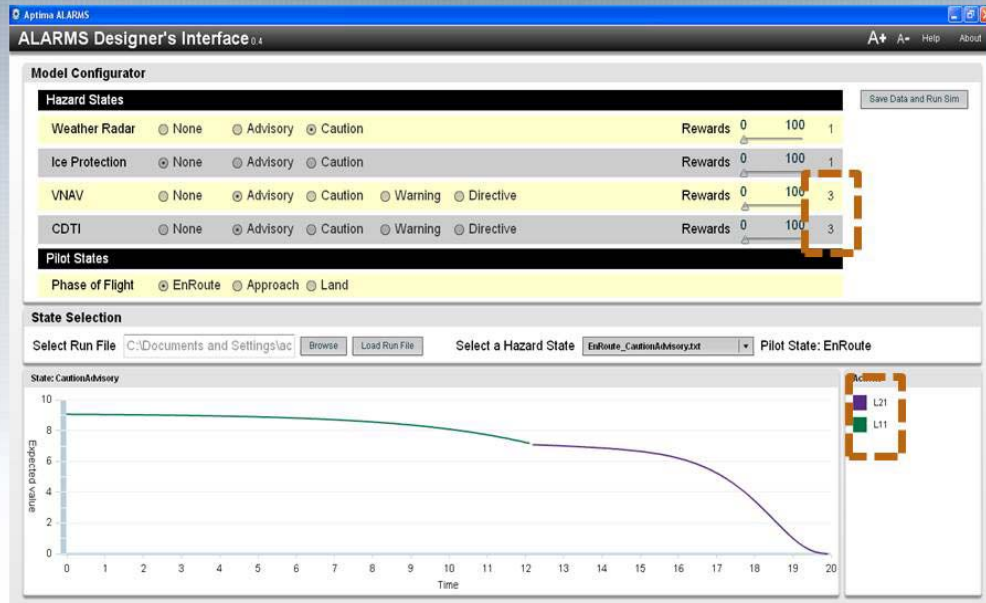 Aptima ALARMS
ALARMS Designer's Interface 0.4 A+ A- Help About
Model Configurator
Hazard States Save Data and Run Sim
Weather Radar None Advisory Caution Rewards 0 100 1
Ice Protection None Advisory Caution Rewards 0 100 1
VNAV None Advisory Caution Warning Directive Rewards 0 100 3
CDTI None Advisory Caution Warning Directive Rewards 0 100 3
Pilot States
Phase of Flight EnRoute Approach Land
State Selection
Select Run File C:\Documents and Settings\ac Browse Load Run File Select a Hazard State EnRoute_CautionAdvisory.txt Pilot State: EnRoute
State: CautionAdvisory
10
8
6
4
2
0
Expected value
0 1 2 3 4 5 6 7 8 9 10 11 12 13 14 15 16 17 18 19 20
Time
L21
L11